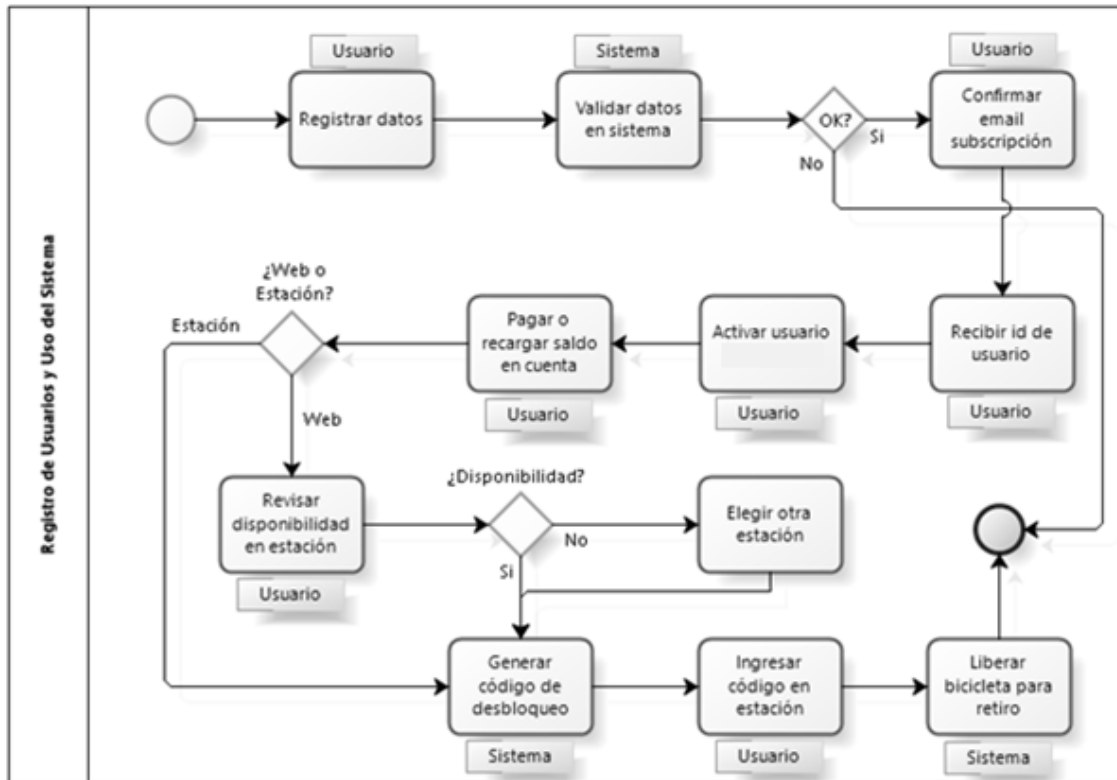 Registro de Usuarios y Uso del Sistema
Usuario
Registrar datos
Sistema
Validar datos
en sistema
OK?
Si
No
Usuario
Confirmar
email
subscripción
¿Web o
Estación?
Estación
Web
Pagar o
recargar saldo
en cuenta
Usuario
Activar usuario
Usuario
Recibir id de
usuario
Usuario
Revisar
disponibilidad
en estación
Usuario
¿Disponibilidad?
No
Si
Elegir otra
estación
Generar
código de
desbloqueo
Sistema
Ingresar
código en
estación
Usuario
Liberar
bicicleta para
retiro
Sistema